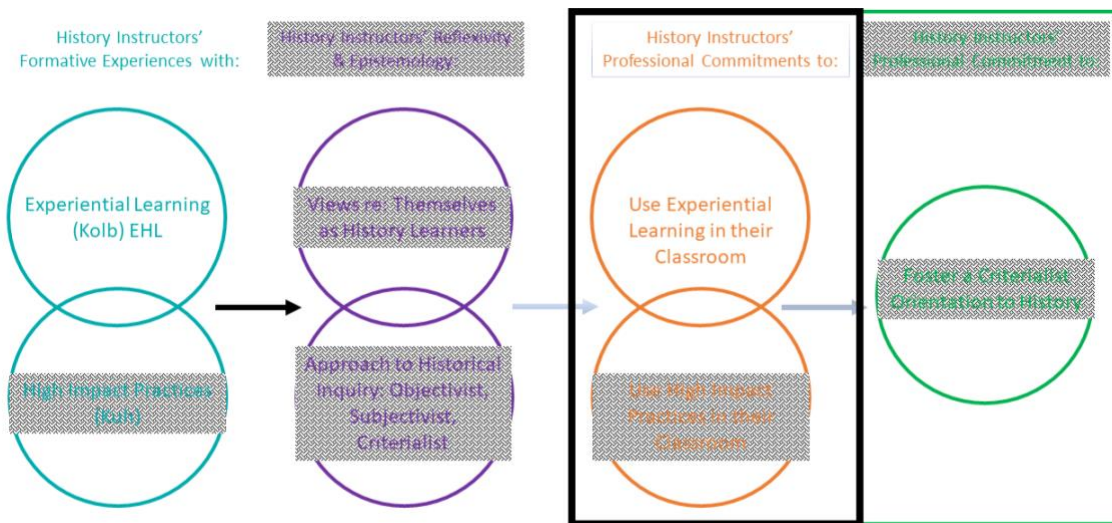 History Instructors'
Formative Experiences with:
Experiential Learning
(Kolb) EHL
High Impact Practices
(Kuh)
History Instructors' Reflexivity
& Epistemology:
Views re: Themselves
as History Learners
Approach to Historical
Inquiry: Objectivist,
Subjectivist,
Criterialist
History Instructors'
Professional Commitments to:
Use Experiential
Learning in their
Classroom
Use High Impact
Practices in their
Classroom
History Instructors'
Professional Commitment to:
Foster a Criterialist
Orientation to History